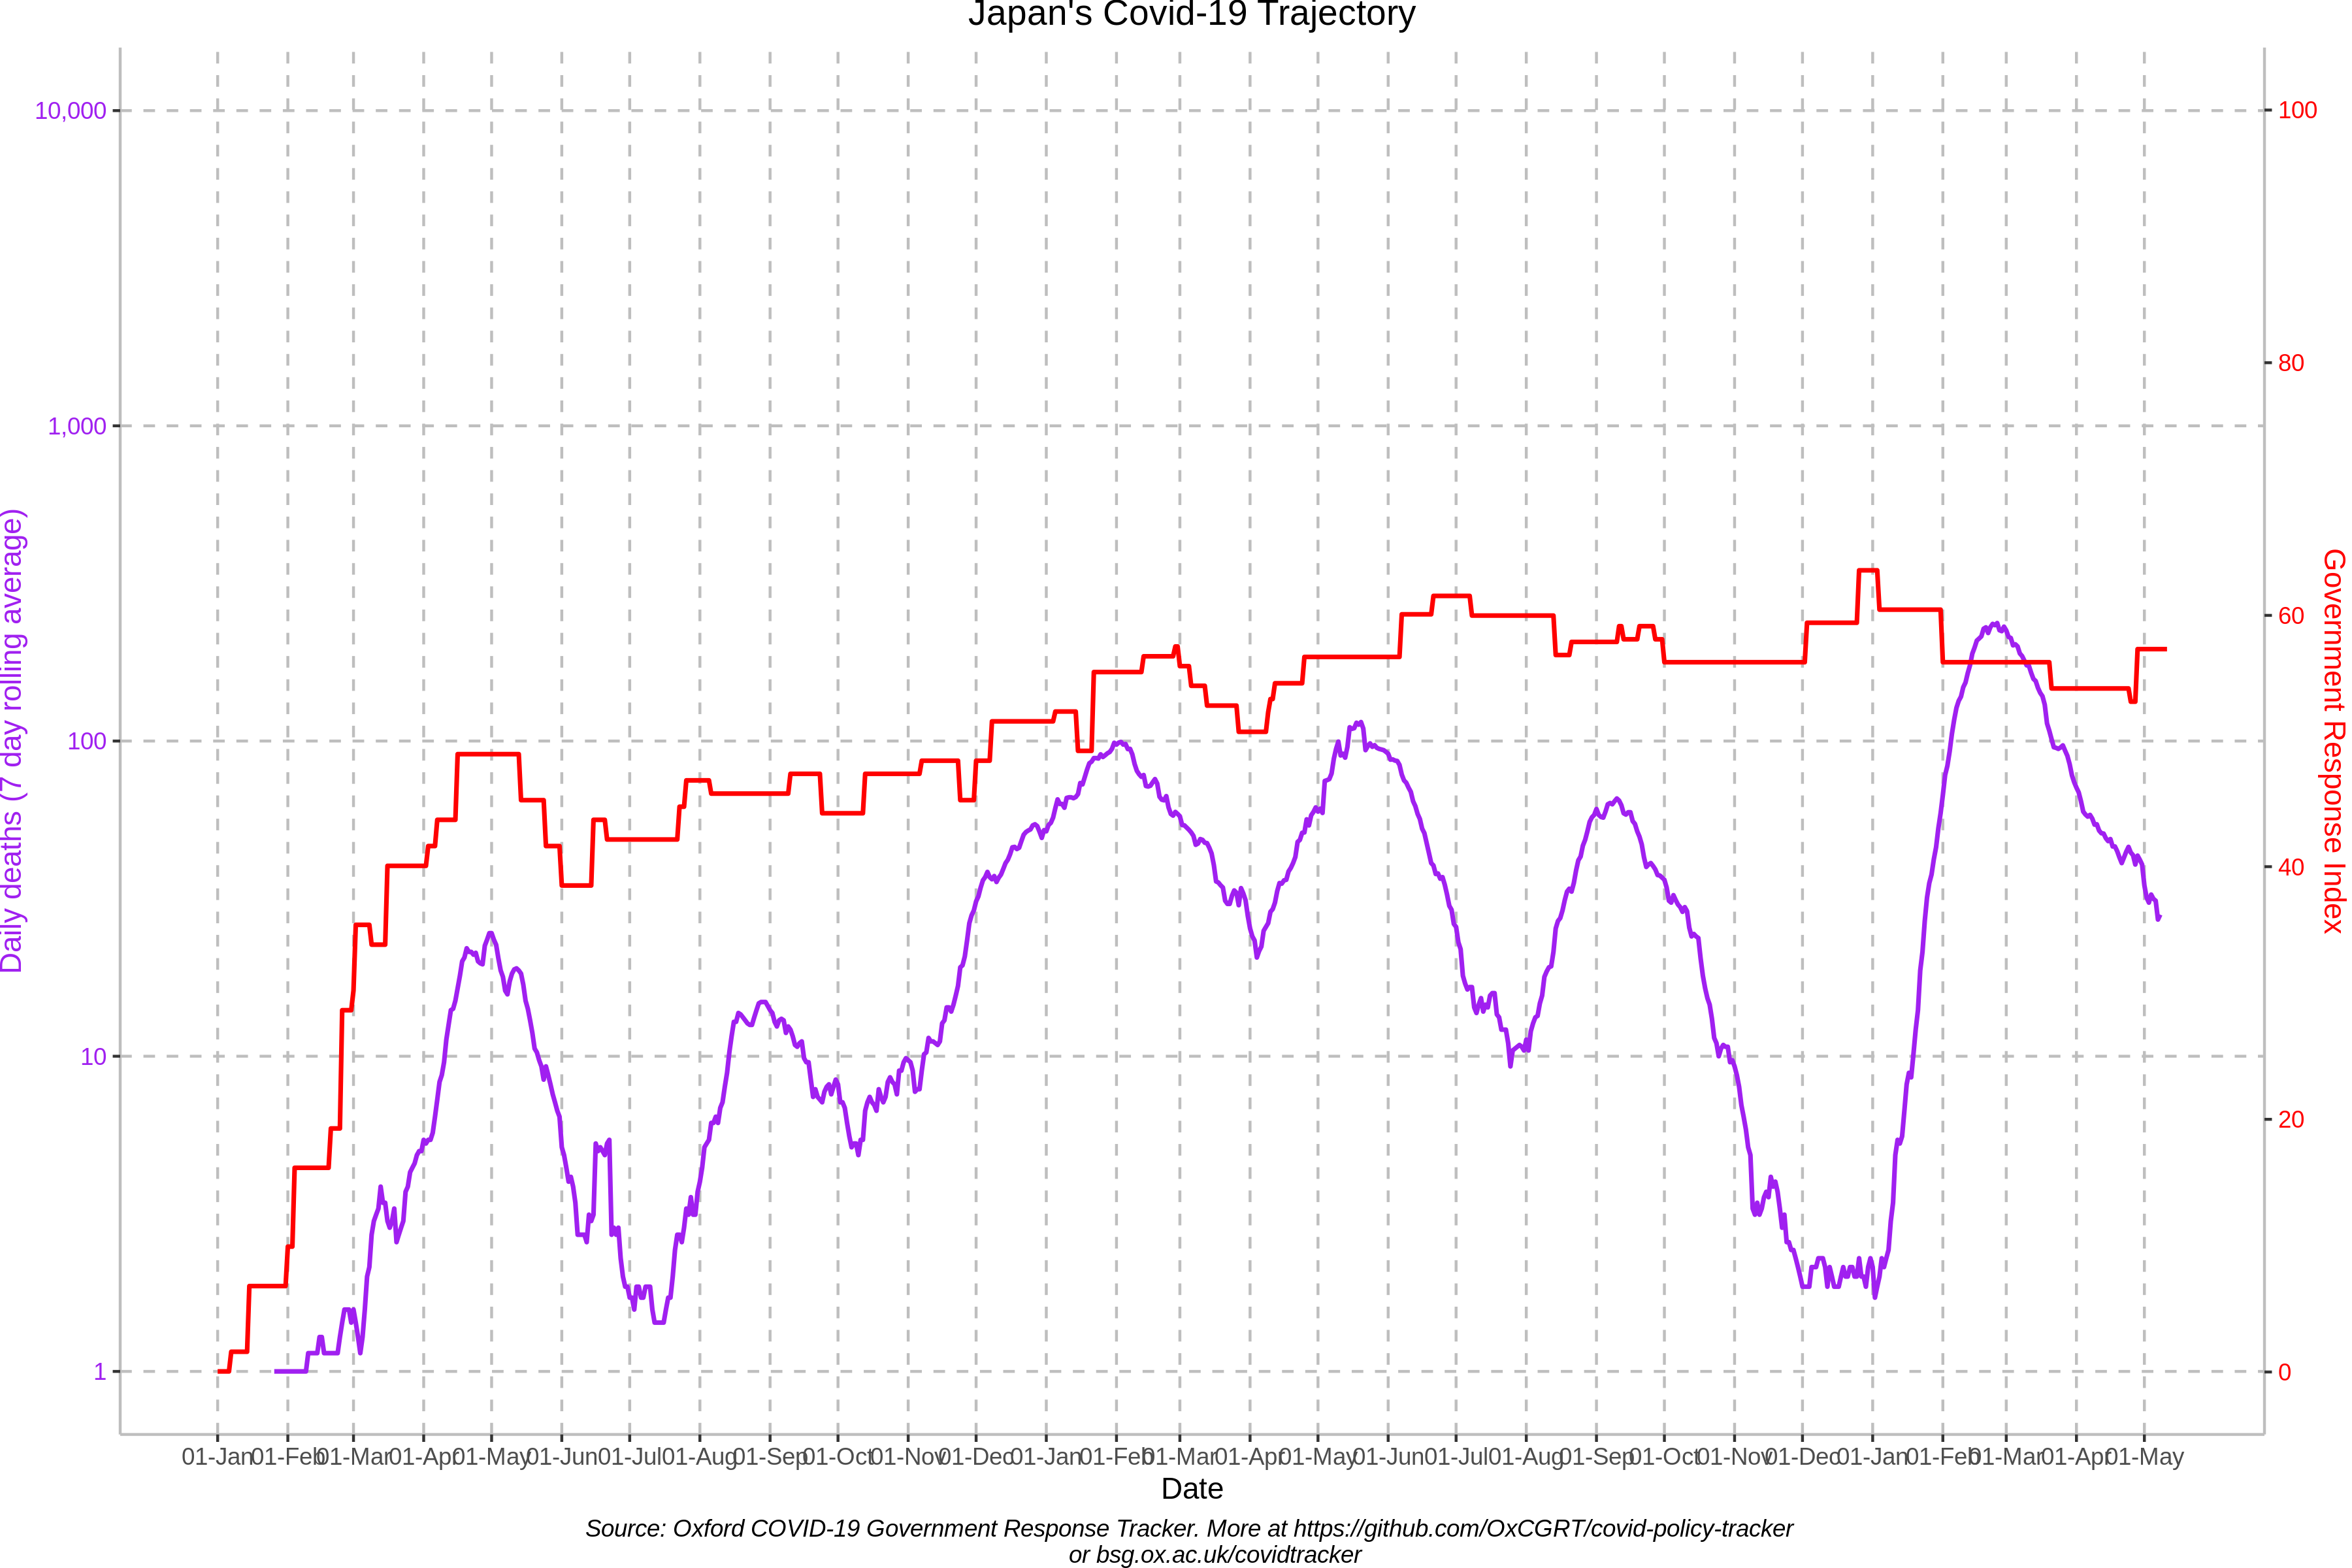 Japan's Covid-19 Trajectory
Daily deaths (7 day rolling average)
10,000
1,000
100
10
1
Government Response Index
100
80
60
40
20
0
01-Jan
01-Feb
01-Mar
01-Apr
01-May
01-Jun
01-Jul
01-Aug
01-Sep
01-Oct
01-Nov
01-Dec
01-Jan
01-Feb
01-Mar
01-Apr
01-May
01-Jun
01-Jul
01-Aug
01-Sep
01-Oct
01-Nov
01-Dec
01-Jan
01-Feb
01-Mar
01-Apr
01-May
Date
Source: Oxford COVID-19 Government Response Tracker. More at https://github.com/OxCGRT/covid-policy-tracker
or bsg.ox.ac.uk/covidtracker